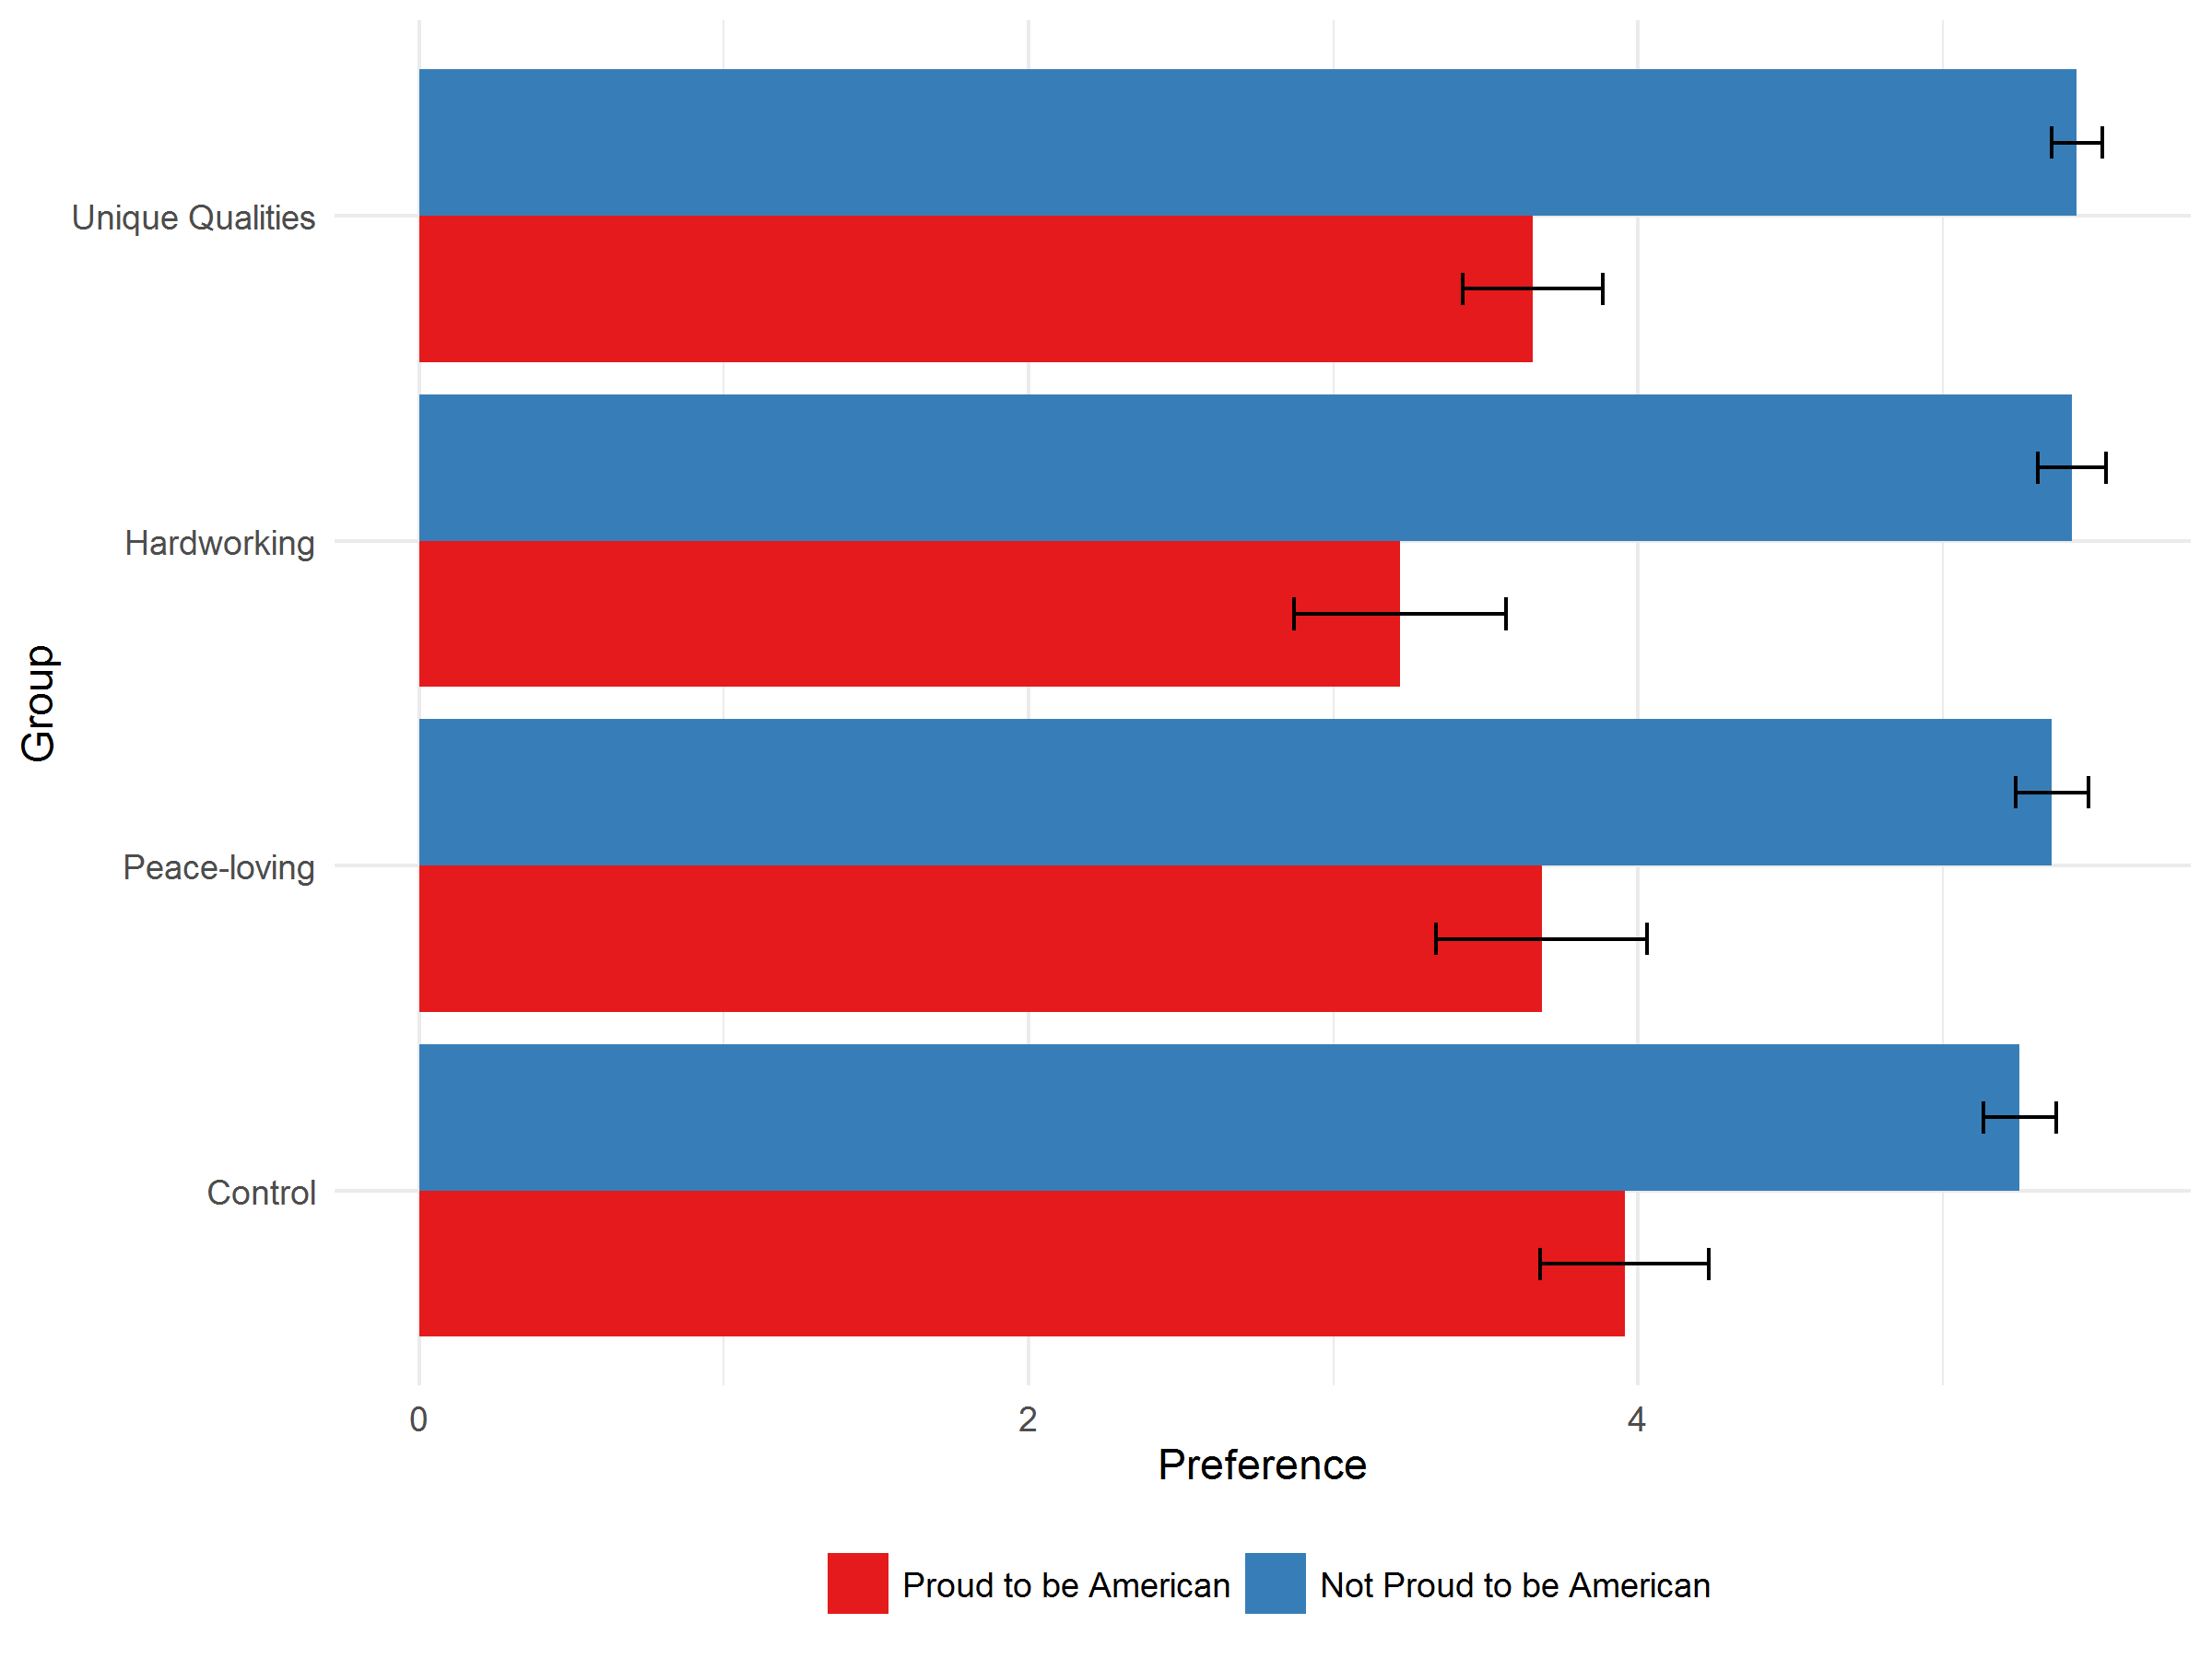 Unique Qualities
Hardworking
Peace-loving
Control
Group
0 2 4
Preference
Proud to be American Not Proud to be American